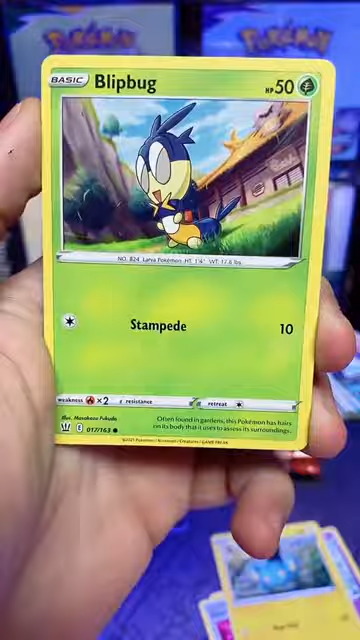 POKÉMON
POKÉMON
BASIC
Blipbug
HP 50
NO. 824 Larva Pokémon HT: 1'4" WT: 17.6 lbs.
Stampede 10
weakness ×2 resistance retreat
Illus. Masakazu Fukuda
Often found in gardens, this Pokémon has hairs
on its body that it uses to assess its surroundings.
E
017/163
©2021 Pokémon / Nintendo / Creatures / GAME FREAK